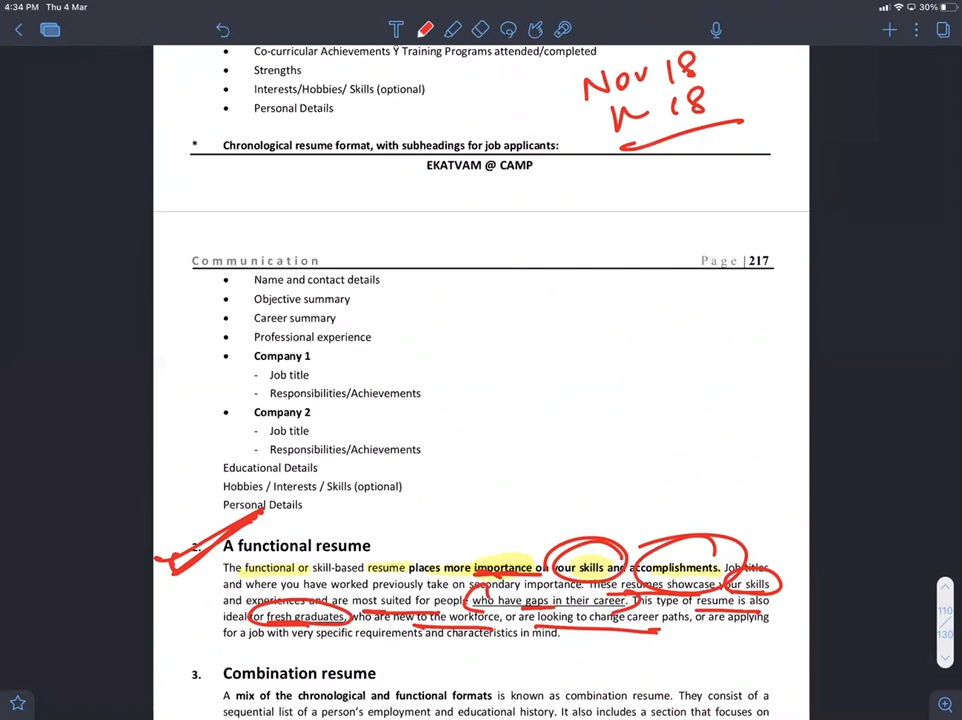 4:34 PM Thu 4 Mar
30%
• Co-curricular Achievements Ÿ Training Programs attended/completed
• Strengths
• Interests/Hobbies/ Skills (optional)
• Personal Details
Nov 18
18
* Chronological resume format, with subheadings for job applicants:
EKATVAM @ CAMP
Communication Page |217
• Name and contact details
• Objective summary
• Career summary
• Professional experience
• Company 1
- Job title
- Responsibilities/Achievements
• Company 2
- Job title
- Responsibilities/Achievements
Educational Details
Hobbies / Interests / Skills (optional)
Personal Details
2. A functional resume
The functional or skill-based resume places more importance on your skills and accomplishments. Job titles
and where you have worked previously take on secondary importance. These resumes showcase your skills
and experiences and are most suited for people who have gaps in their career. This type of resume is also
ideal for fresh graduates, who are new to the workforce, or are looking to change career paths, or are applying
for a job with very specific requirements and characteristics in mind.
3. Combination resume
A mix of the chronological and functional formats is known as combination resume. They consist of a
sequential list of a person's employment and educational history. It also includes a section that focuses on
110
130